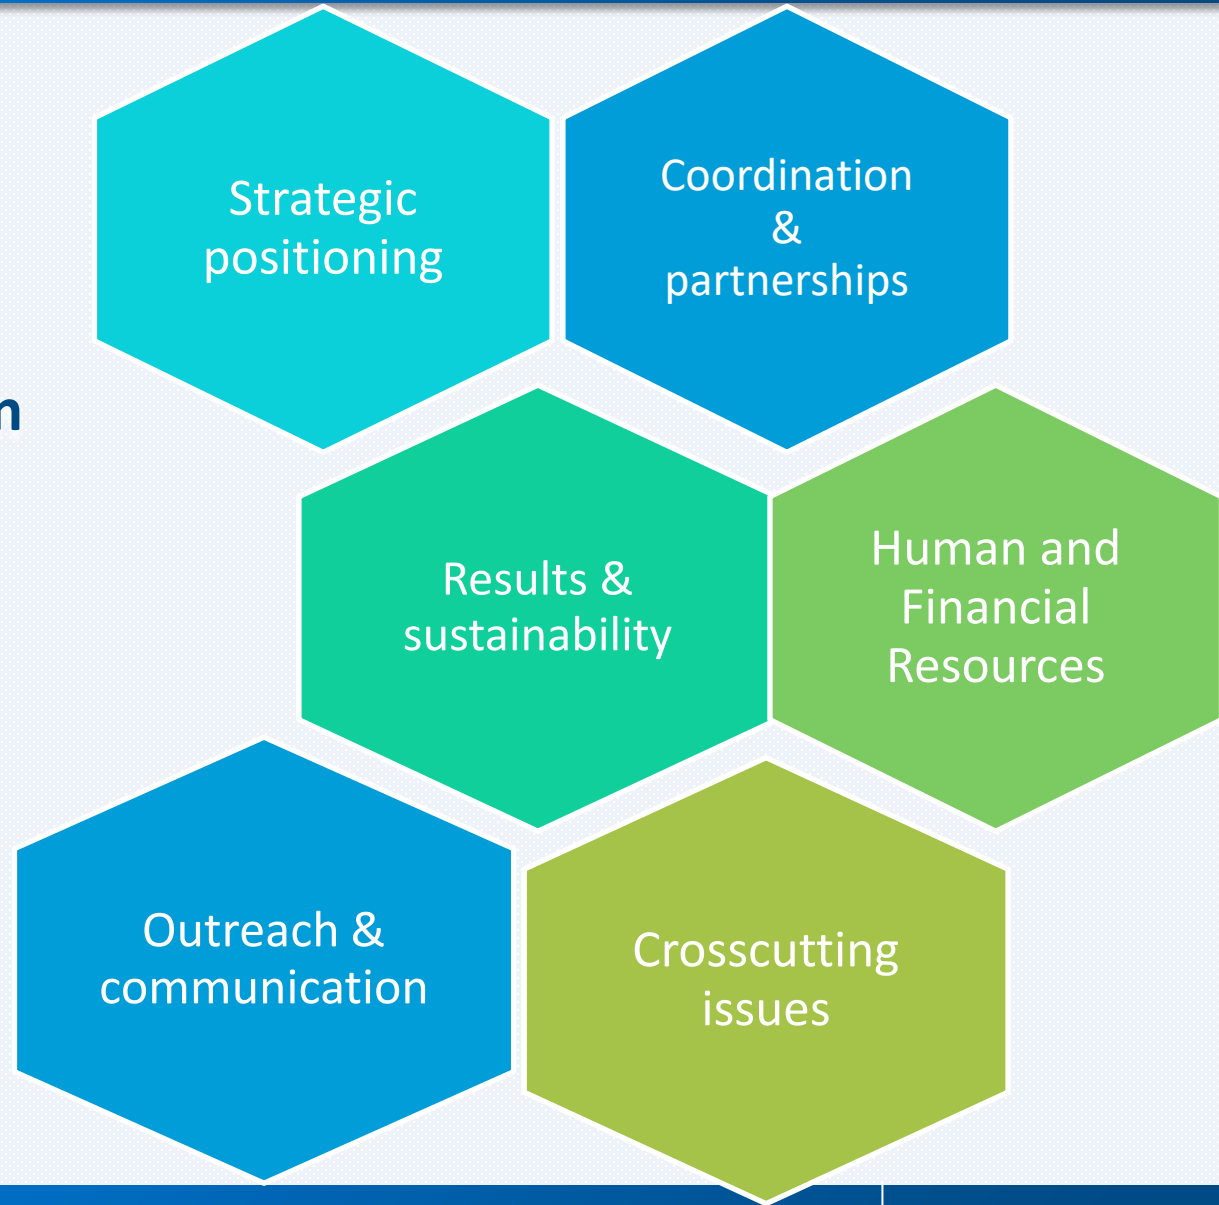 Strategic
positioning
Coordination
&
partnerships
Results &
sustainability
Human and
Financial
Resources
Outreach &
communication
Crosscutting
issues